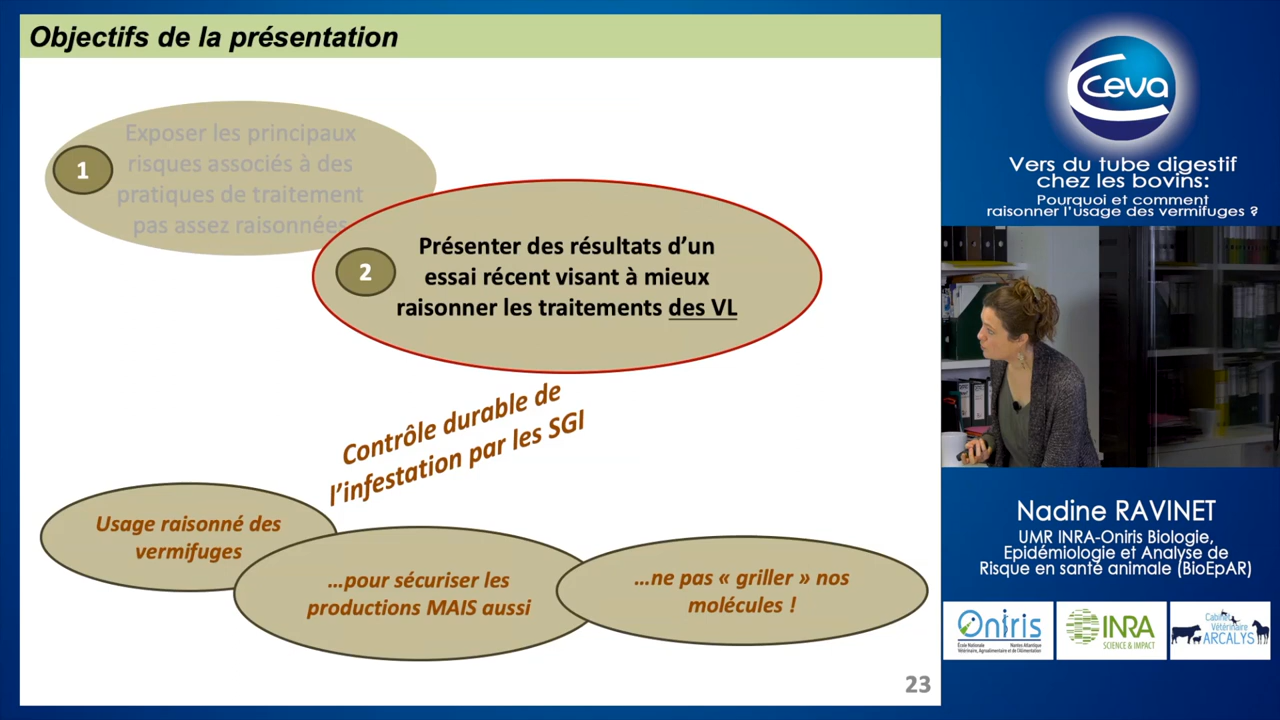 Objectifs de la présentation
Exposer les principaux
risques associés à des
pratiques de traitement
pas assez raisonnées
1
Présenter des résultats d’un
essai récent visant à mieux
raisonner les traitements des VL
2
Contrôle durable de
l’infestation par les SGI
Usage raisonné des
vermifuges
...pour sécuriser les
productions MAIS aussi
...ne pas « griller » nos
molécules !
23
ceva
Vers du tube digestif
chez les bovins:
Pourquoi et comment
raisonner l’usage des vermifuges ?
Nadine RAVINET
UMR INRA-Oniris Biologie,
Epidémiologie et Analyse de
Risque en santé animale (BioEpAR)
Oniris
École Nationale
Vétérinaire, Agroalimentaire et de l'Alimentation
Nantes Atlantique
INRA
SCIENCE & IMPACT
Cabinet
Vétérinaire
ARCALYS